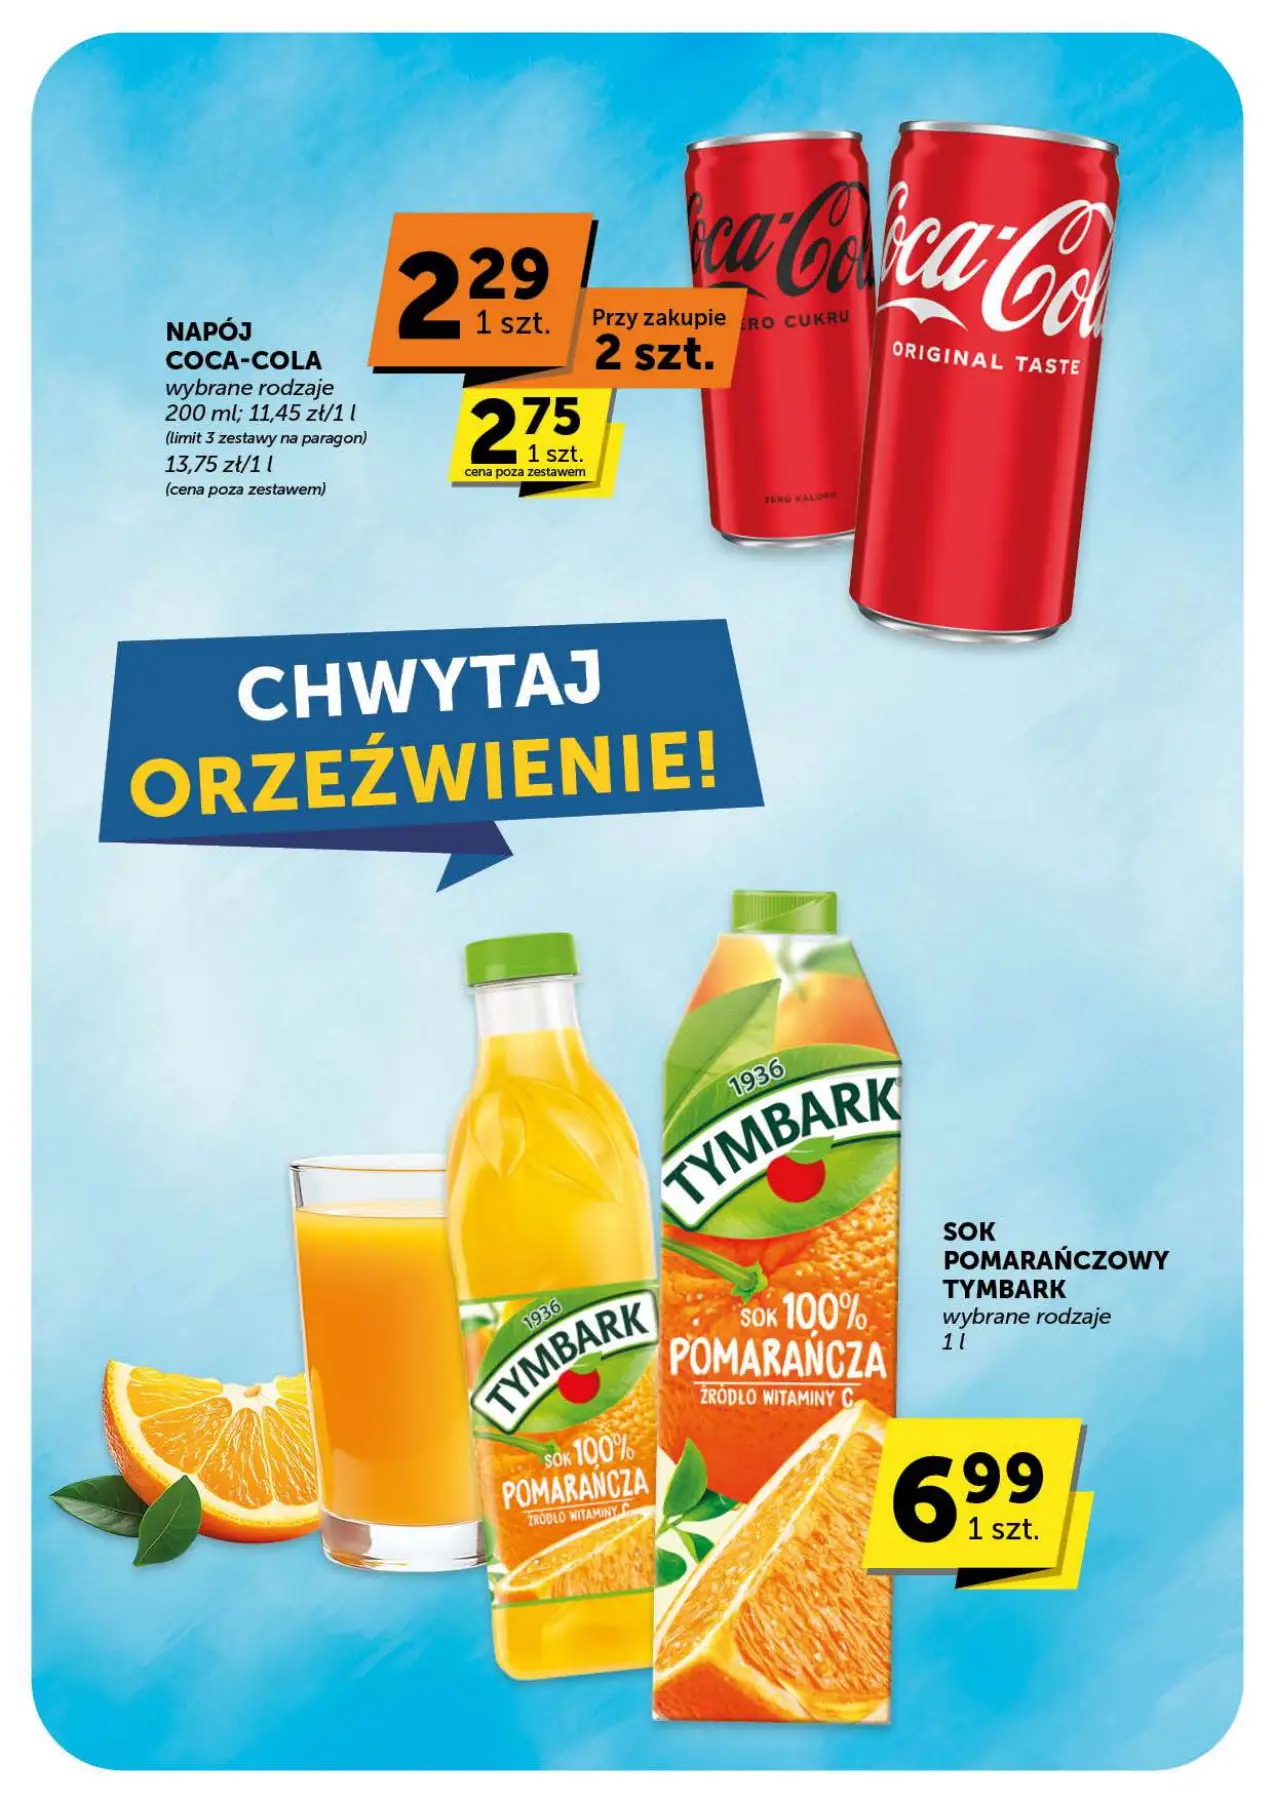 NAPÓJ
COCA-COLA
wybrane rodzaje
200 ml; 11,45 zł/1 l
(limit 3 zestawy na paragon)
13,75 zł/1 l
(cena poza zestawem)
2 29
1 szt.
Przy zakupie
2 szt.
2 75
1 szt.
cena poza zestawem
Coca-Cola
ZERO CUKRU
ZERO KALORII
Coca-Cola
ORIGINAL TASTE
CHWYTAJ
ORZEŹWIENIE!
1936
TYMBARK
SOK 100%
POMARAŃCZA
ŹRÓDŁO WITAMINY C
1936
TYMBARK
SOK 100%
POMARAŃCZA
ŹRÓDŁO WITAMINY C
SOK
POMARAŃCZOWY
TYMBARK
wybrane rodzaje
1 l
6 99
1 szt.